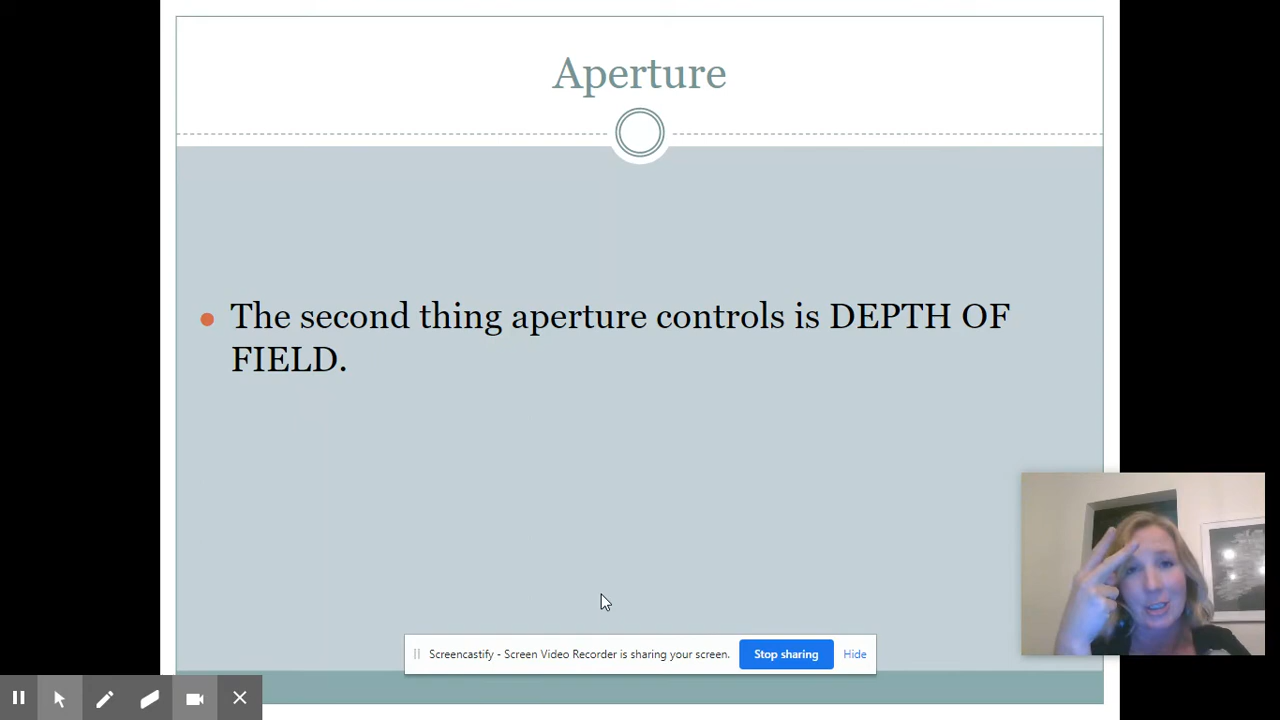 Aperture
The second thing aperture controls is DEPTH OF
FIELD.
Screencastify - Screen Video Recorder is sharing your screen.
Stop sharing
Hide